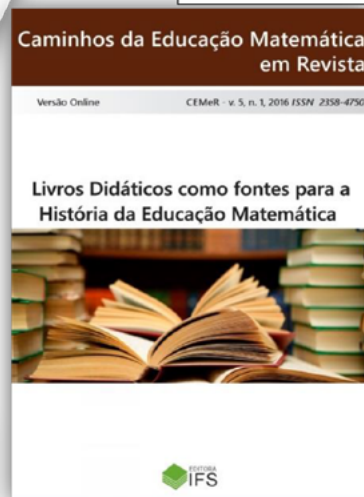 Caminhos da Educação Matemática
em Revista
Versão Online
CEMeR - v. 5, n. 1, 2016 ISSN 2358-4750
Livros Didáticos como fontes para a
História da Educação Matemática
EDITORA
IFS